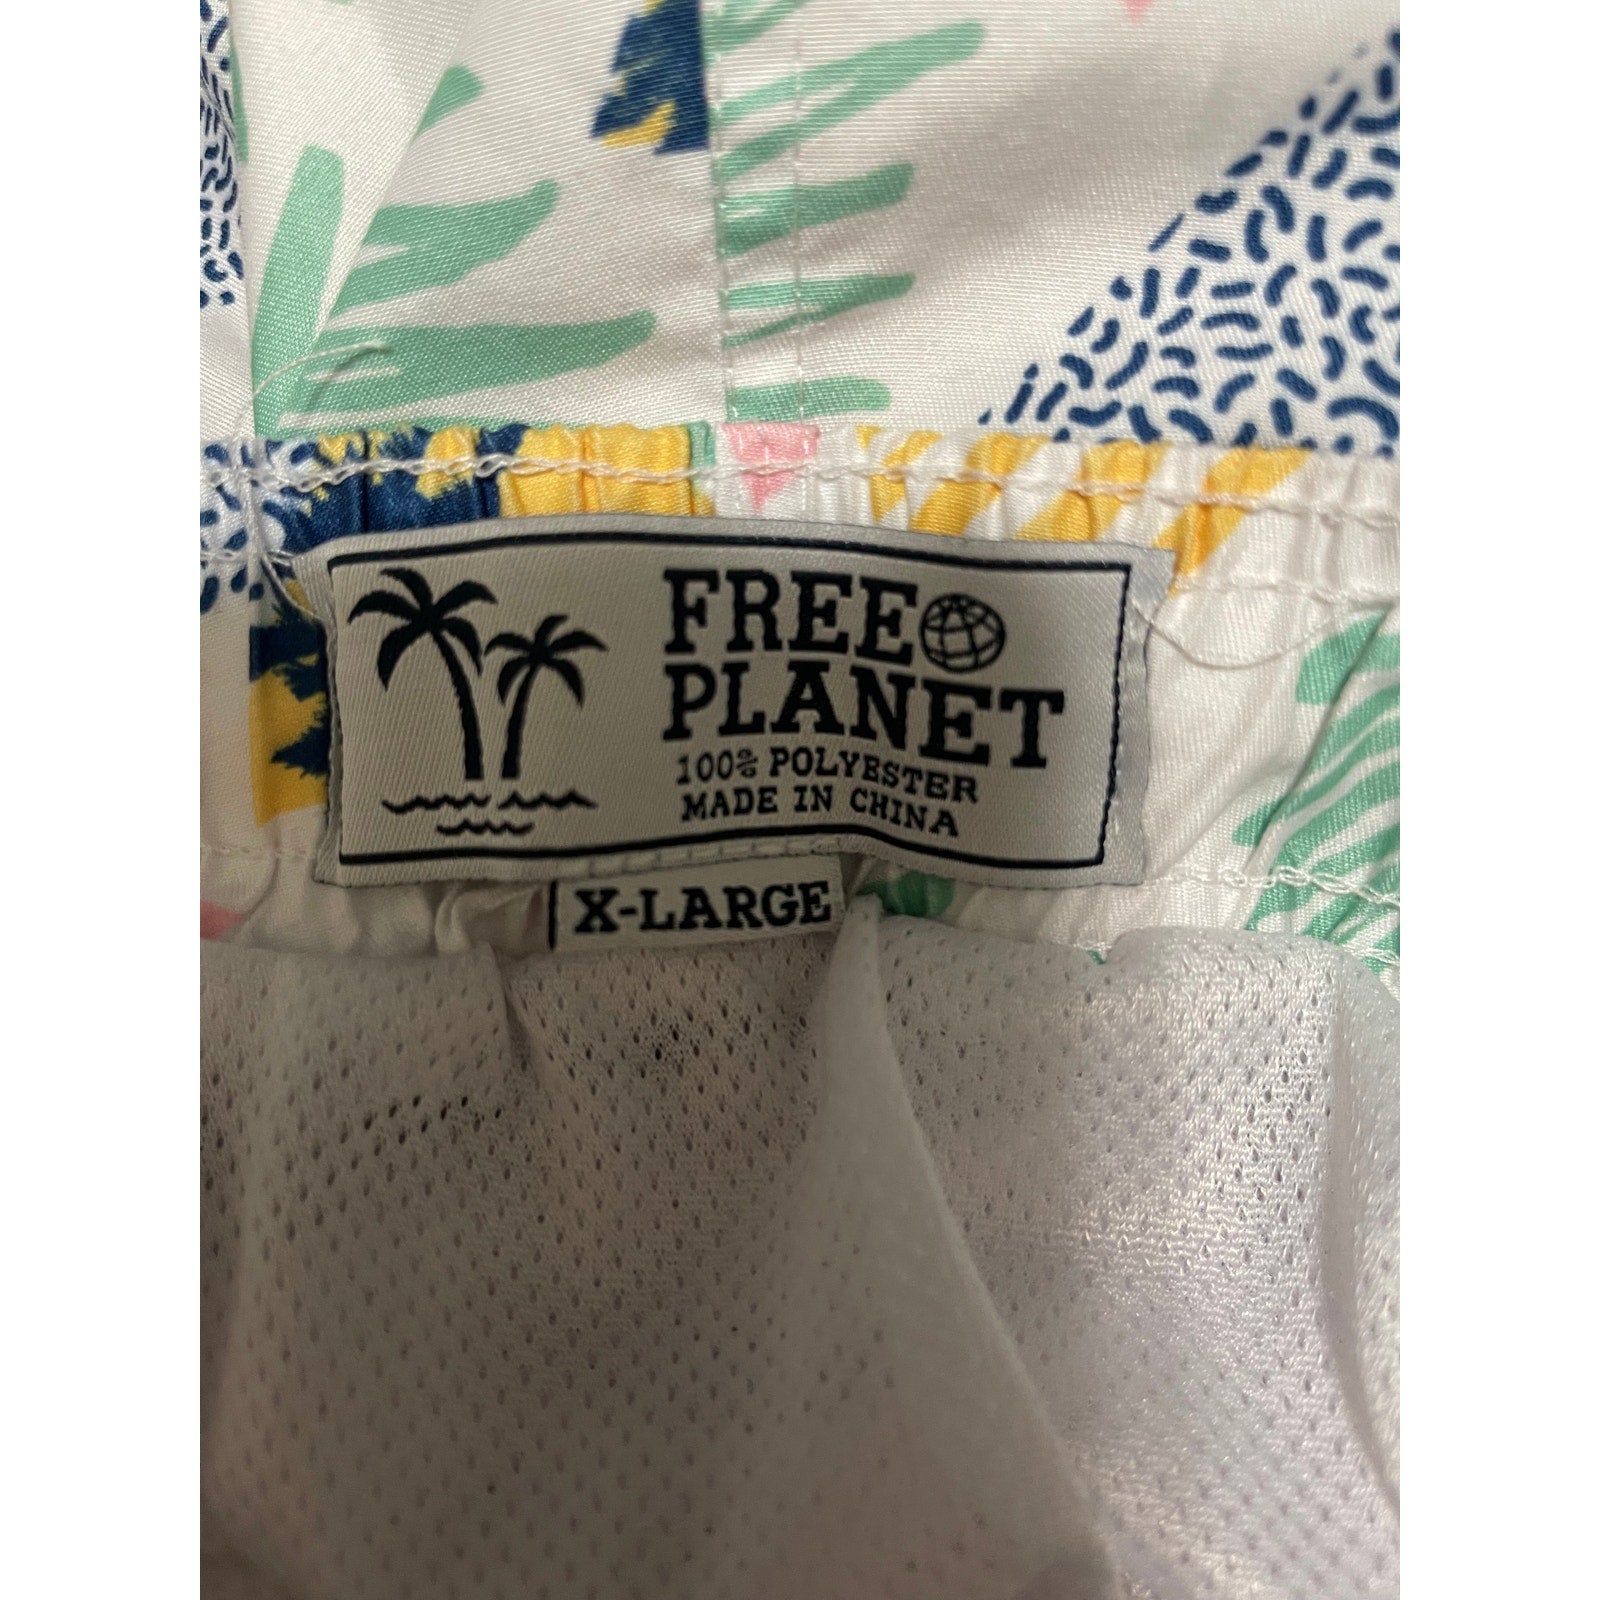 FREE
PLANET
100% POLYESTER
MADE IN CHINA
X-LARGE